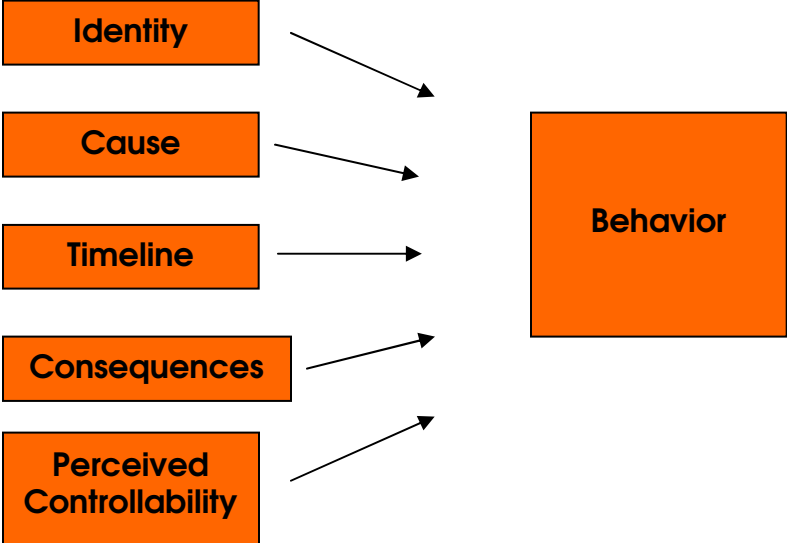 Identity
Cause
Timeline
Consequences
Perceived
Controllability
Behavior